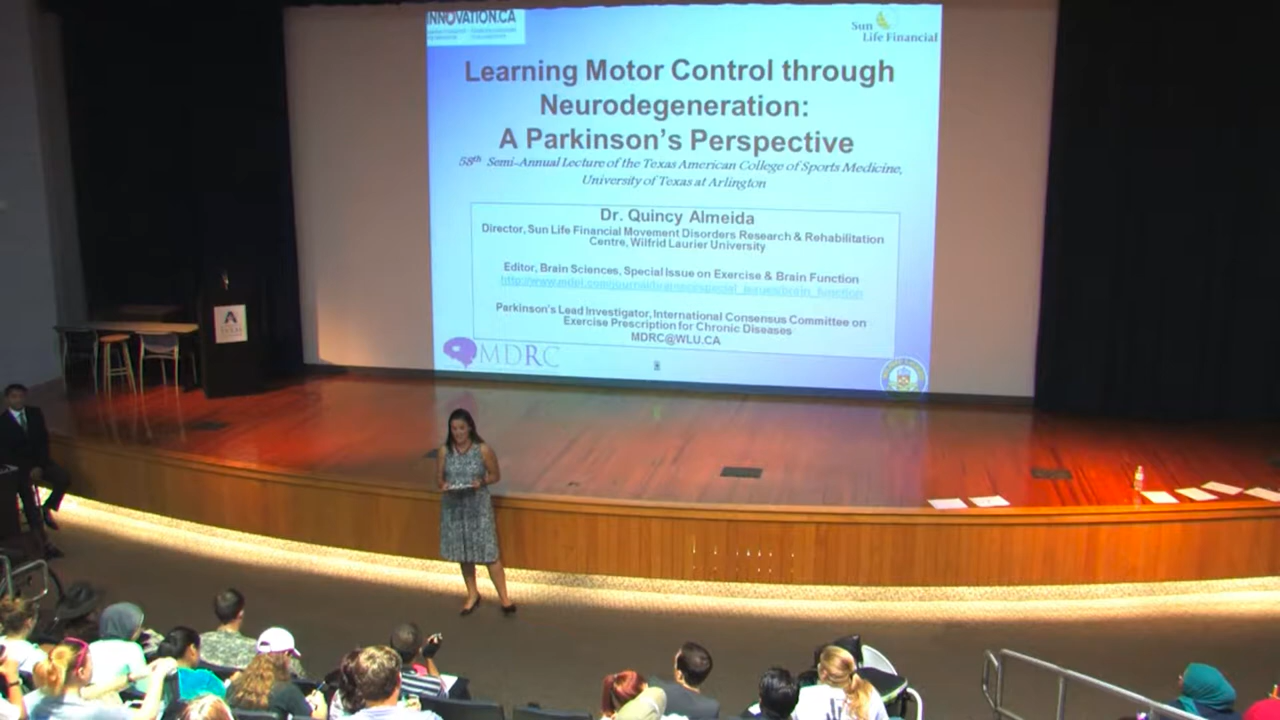 INNOVATION.CA
Sun
Life Financial
Learning Motor Control through
Neurodegeneration:
A Parkinson's Perspective
58th Semi-Annual Lecture of the Texas American College of Sports Medicine,
University of Texas at Arlington
Dr. Quincy Almeida
Director, Sun Life Financial Movement Disorders Research & Rehabilitation
Centre, Wilfrid Laurier University
Editor, Brain Sciences, Special Issue on Exercise & Brain Function
Parkinson's Lead Investigator, International Consensus Committee on
Exercise Prescription for Chronic Diseases
MDRC@WLU.CA
MDRC
A
TEXAS